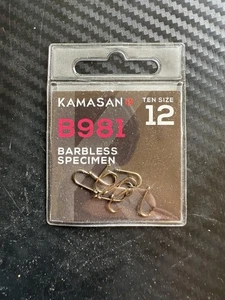 KAMASAN
TEN SIZE
12
B981
BARBLESS
SPECIMEN